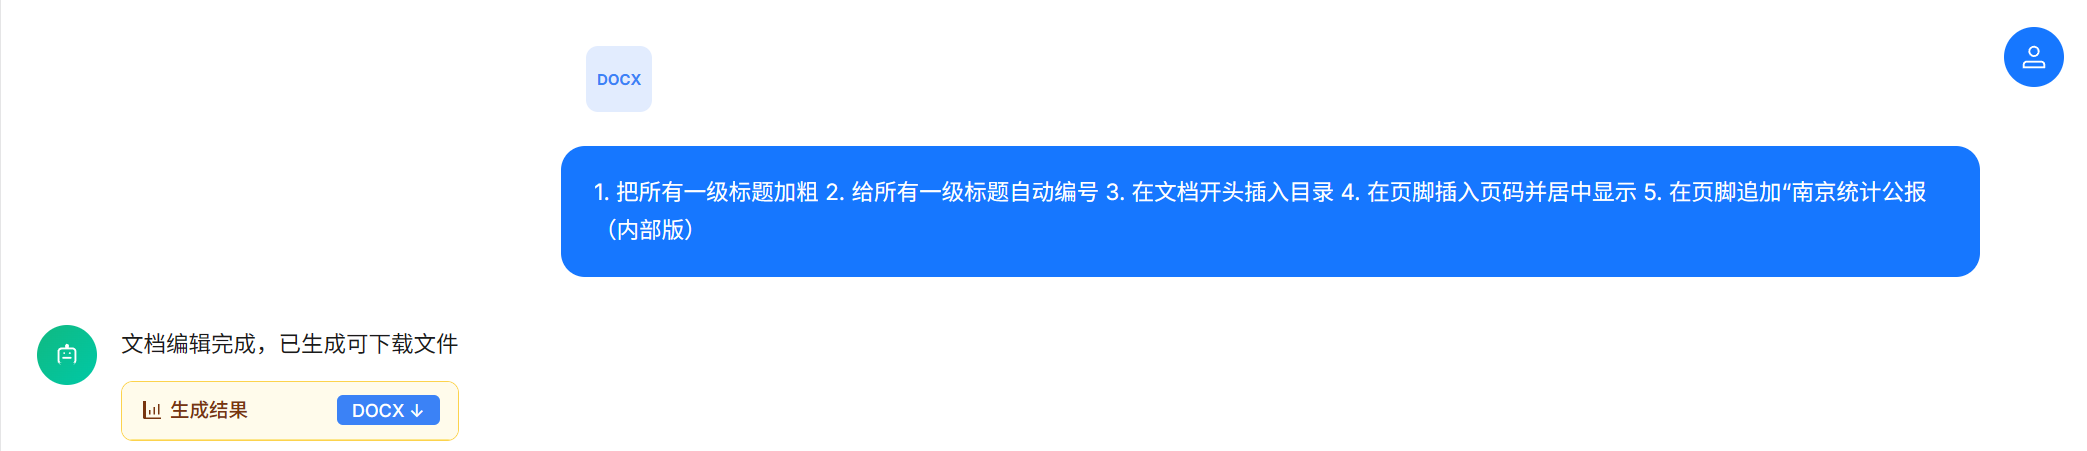 DOCX
1. 把所有一级标题加粗 2. 给所有一级标题自动编号 3. 在文档开头插入目录 4. 在页脚插入页码并居中显示 5. 在页脚追加“南京统计公报
（内部版）
文档编辑完成，已生成可下载文件
生成结果 DOCX ↓